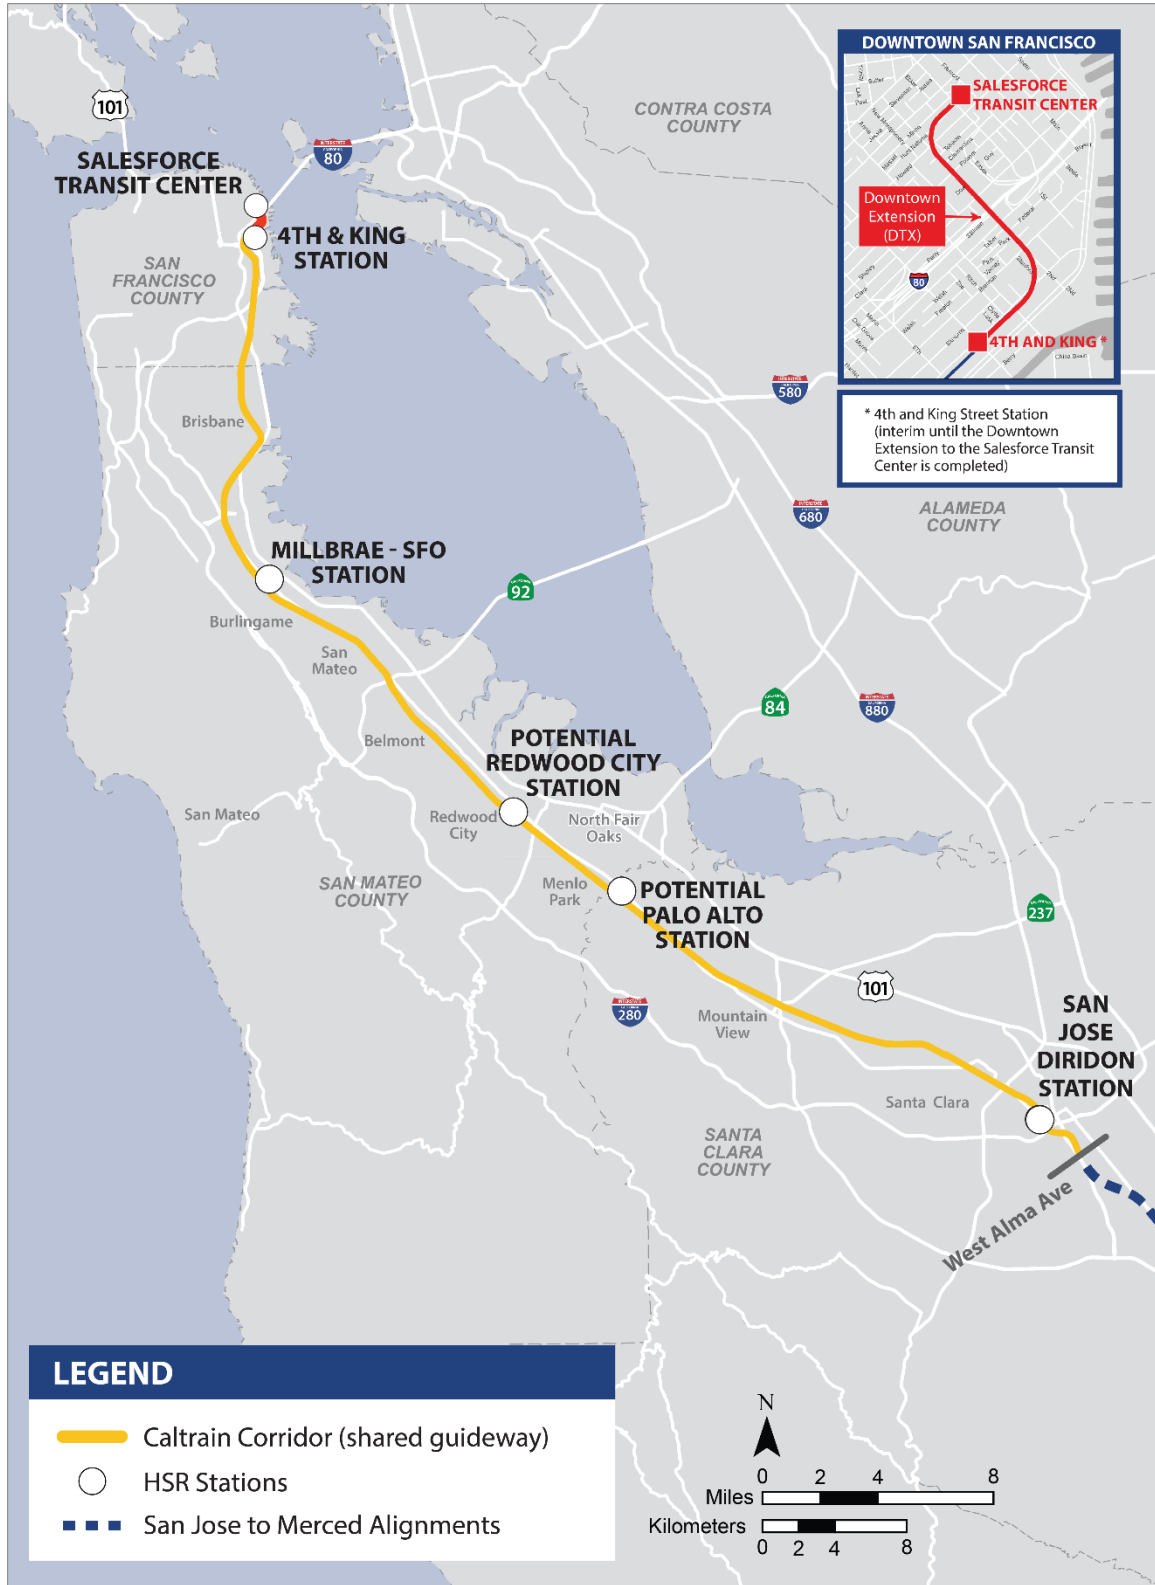 DOWNTOWN SAN FRANCISCO
SALESFORCE
TRANSIT CENTER
Downtown
Extension
(DTX)
80
4TH AND KING *
* 4th and King Street Station
(interim until the Downtown
Extension to the Salesforce Transit
Center is completed)
101
CONTRA COSTA
COUNTY
INTERSTATE
80
SALESFORCE
TRANSIT CENTER
4TH & KING
STATION
SAN
FRANCISCO
COUNTY
580
Brisbane
680
ALAMEDA
COUNTY
MILLBRAE - SFO
STATION
92
Burlingame
San
Mateo
84
880
Belmont
POTENTIAL
REDWOOD CITY
STATION
San Mateo
Redwood
City
North Fair
Oaks
SAN MATEO
COUNTY
Menlo
Park
POTENTIAL
PALO ALTO
STATION
237
101
280
Mountain
View
SAN
JOSE
DIRIDON
STATION
Santa Clara
SANTA
CLARA
COUNTY
West Alma Ave
LEGEND
Caltrain Corridor (shared guideway)
HSR Stations
San Jose to Merced Alignments
N
0 2 4 8
Miles
Kilometers
0 2 4 8